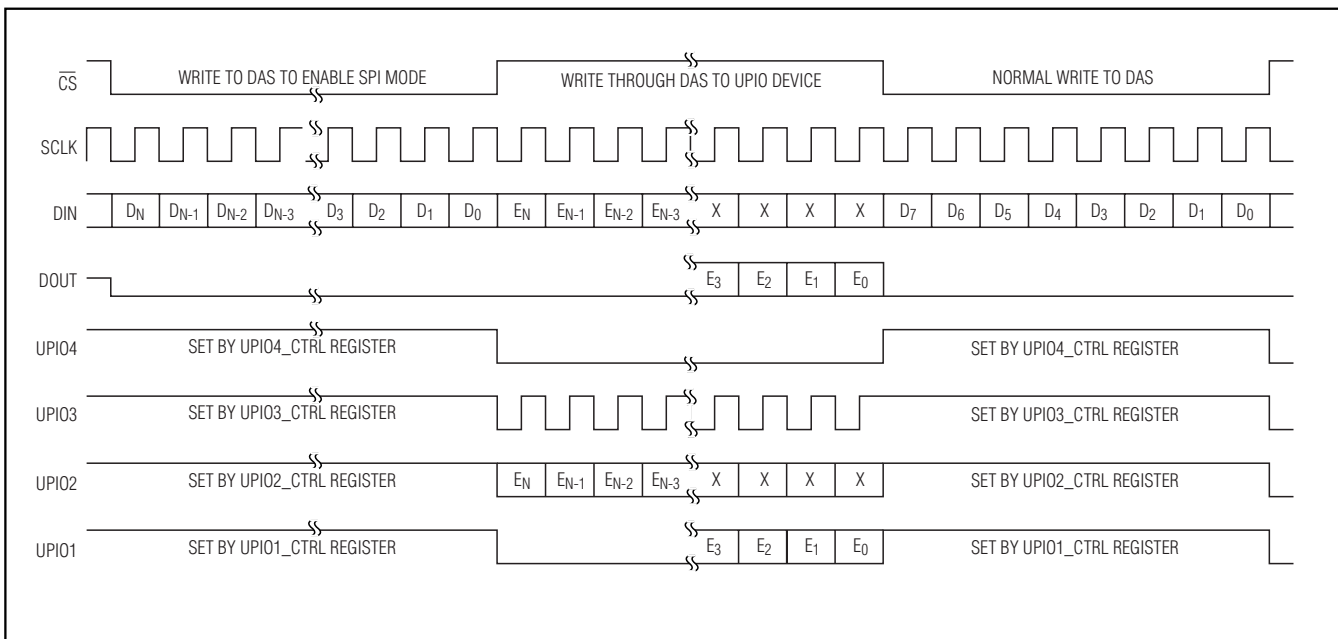 CS WRITE TO DAS TO ENABLE SPI MODE WRITE THROUGH DAS TO UPIO DEVICE NORMAL WRITE TO DAS
SCLK
DIN DN DN-1 DN-2 DN-3 D3 D2 D1 D0 EN EN-1 EN-2 EN-3 X X X X D7 D6 D5 D4 D3 D2 D1 D0
DOUT E3 E2 E1 E0
UPIO4 SET BY UPIO4_CTRL REGISTER SET BY UPIO4_CTRL REGISTER
UPIO3 SET BY UPIO3_CTRL REGISTER SET BY UPIO3_CTRL REGISTER
UPIO2 SET BY UPIO2_CTRL REGISTER EN EN-1 EN-2 EN-3 X X X X SET BY UPIO2_CTRL REGISTER
UPIO1 SET BY UPIO1_CTRL REGISTER E3 E2 E1 E0 SET BY UPIO1_CTRL REGISTER